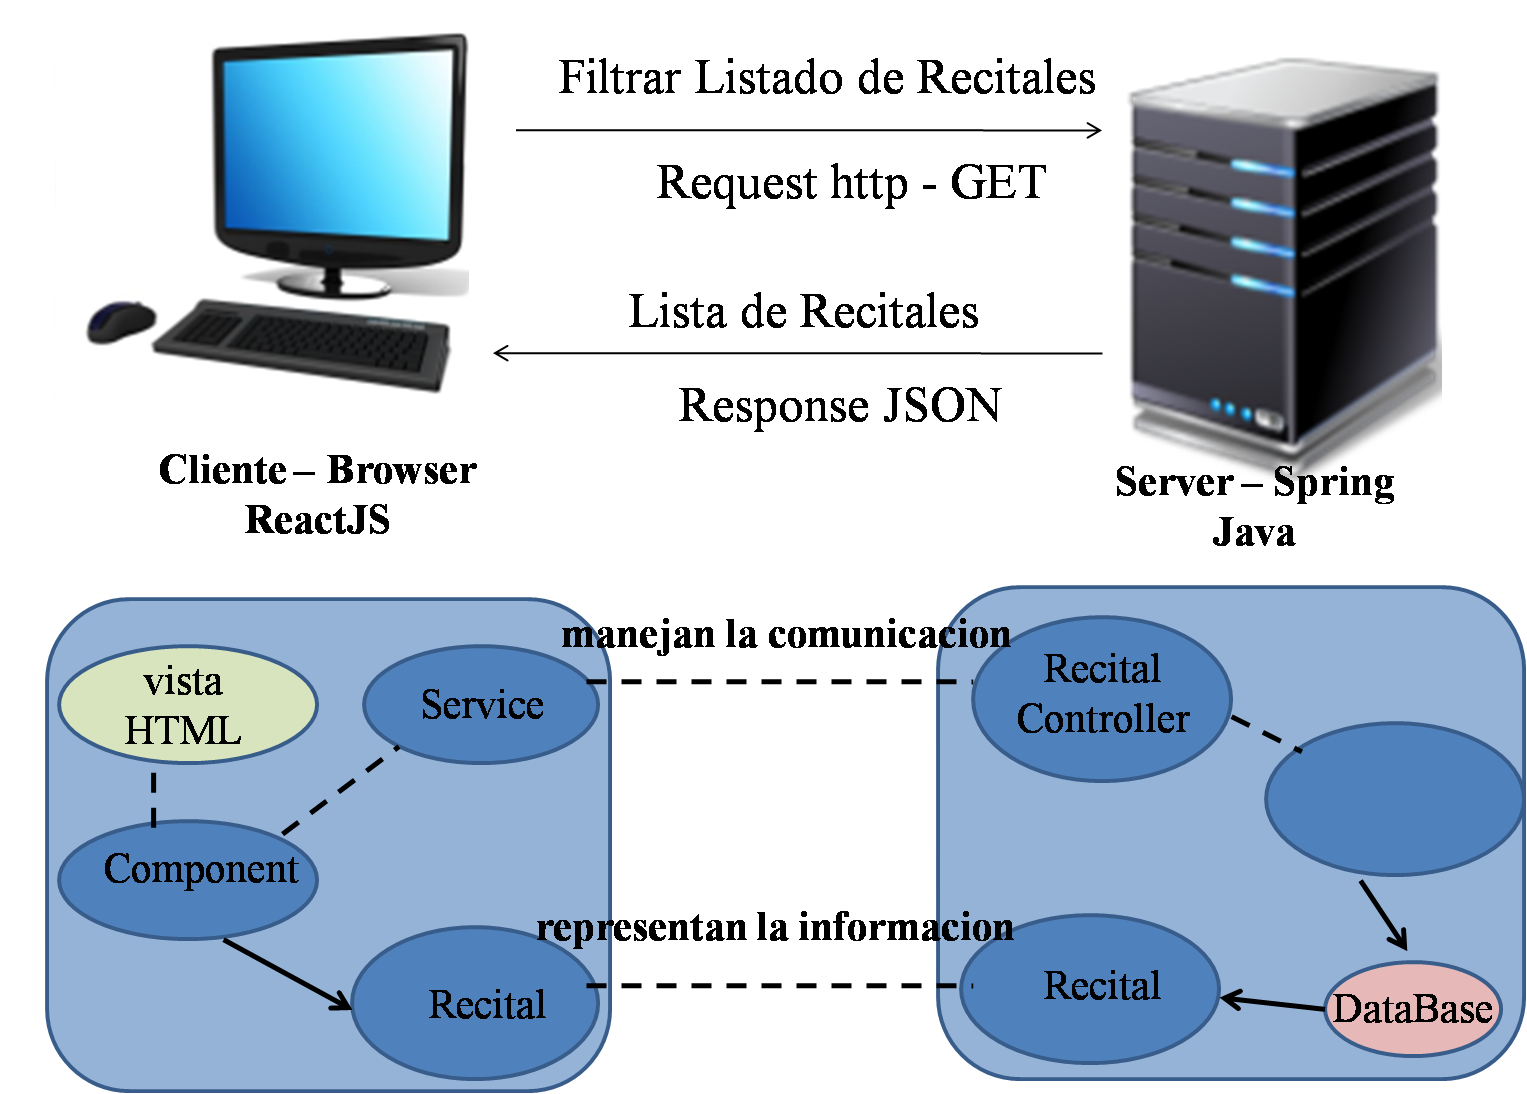 Filtrar Listado de Recitales
Request http - GET
Lista de Recitales
Response JSON
Cliente – Browser
ReactJS
Server – Spring
Java
manejan la comunicacion
vista
HTML
Service
Recital
Controller
Component
representan la informacion
Recital
Recital
DataBase